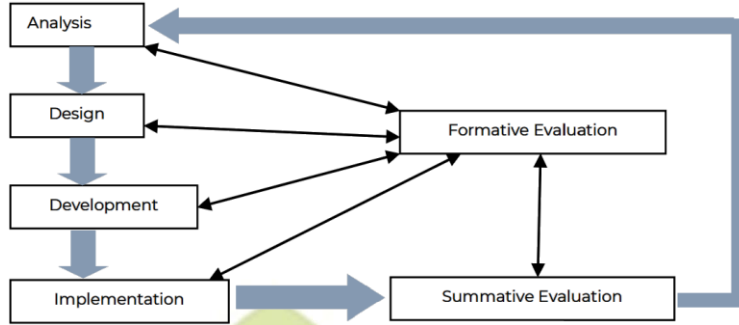 Analysis
Design
Formative Evaluation
Development
Implementation
Summative Evaluation